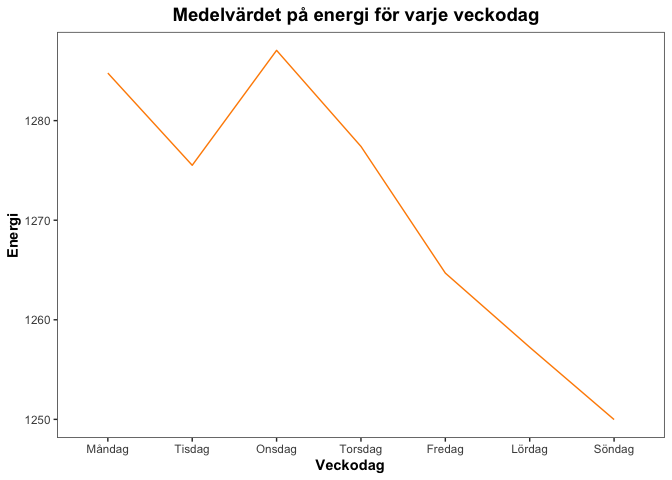 Medelvärdet på energi för varje veckodag
Energi
1280
1270
1260
1250
Måndag Tisdag Onsdag Torsdag Fredag Lördag Söndag
Veckodag